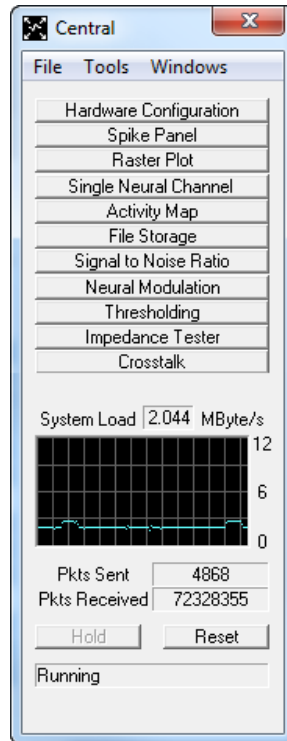 Central
File Tools Windows
Hardware Configuration
Spike Panel
Raster Plot
Single Neural Channel
Activity Map
File Storage
Signal to Noise Ratio
Neural Modulation
Thresholding
Impedance Tester
Crosstalk
System Load 2.044 MByte/s
12
6
0
Pkts Sent 4868
Pkts Received 72328355
Hold Reset
Running